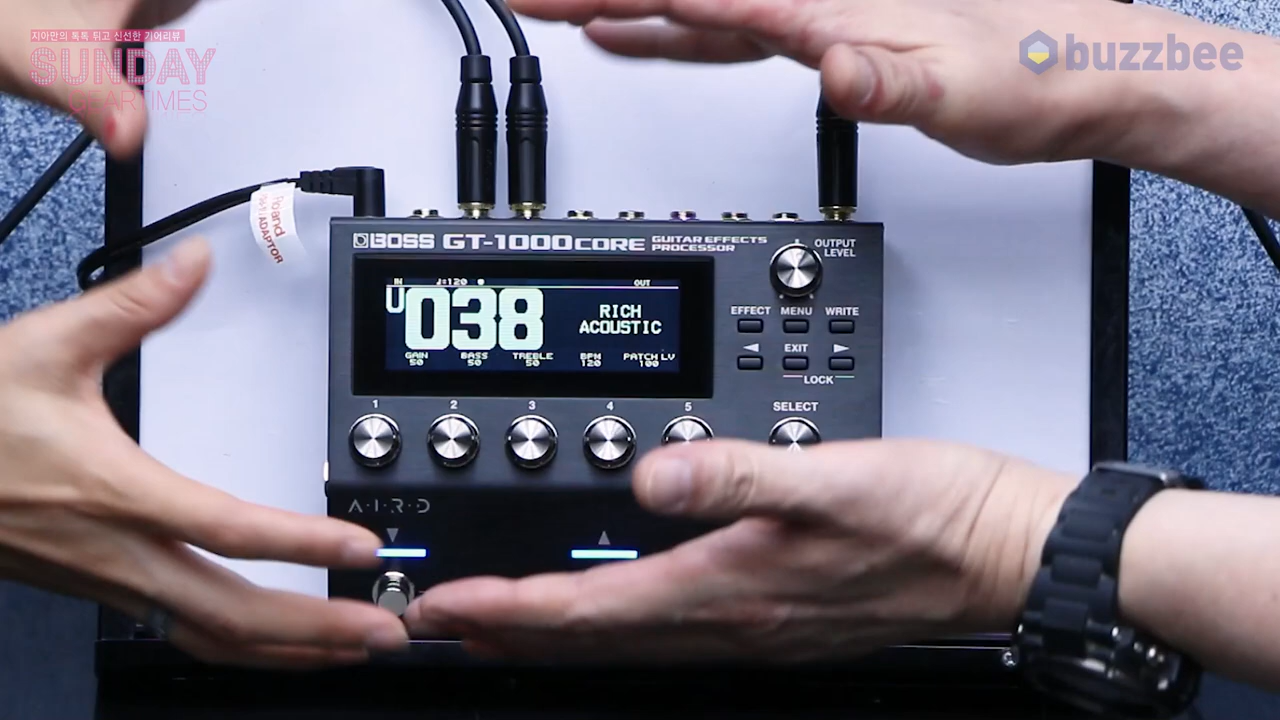 지아만의 톡톡 튀고 신선한 기어리뷰
SUNDAY
GEARTIMES
buzzbee
Roland
ADAPTOR
BOSS GT-1000CORE GUITAR EFFECTS
PROCESSOR
OUTPUT
LEVEL
IN ♩=120 OUT
U038
RICH
ACOUSTIC
GAIN BASS TREBLE BPM PATCH LV
50 50 50 120 100
EFFECT MENU WRITE
EXIT
LOCK
1 2 3 4 5
SELECT
A·I·R·D